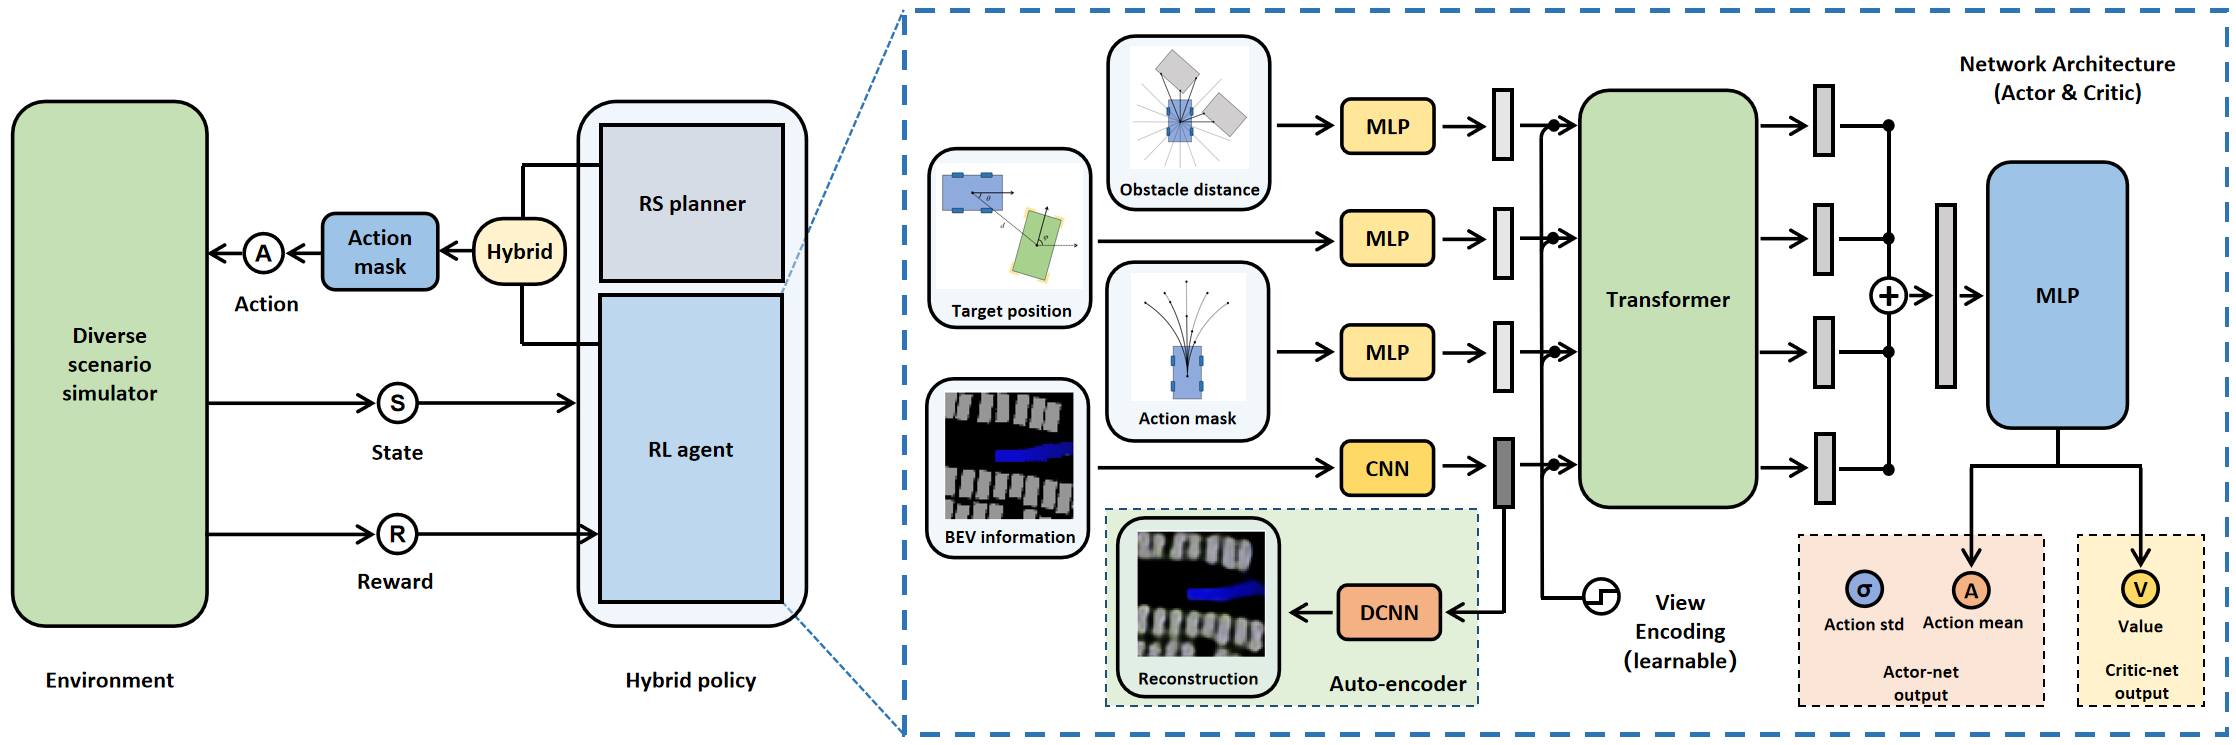 Diverse
scenario
simulator
Environment
A
Action
Action
mask
Hybrid
S
State
R
Reward
RS planner
RL agent
Hybrid policy
Network Architecture
(Actor & Critic)
Obstacle distance
θ
d
φ
Target position
Action mask
BEV information
MLP
MLP
MLP
CNN
Reconstruction
DCNN
Auto-encoder
Transformer
View
Encoding
(learnable)
MLP
σ
Action std
A
Action mean
Actor-net
output
V
Value
Critic-net
output